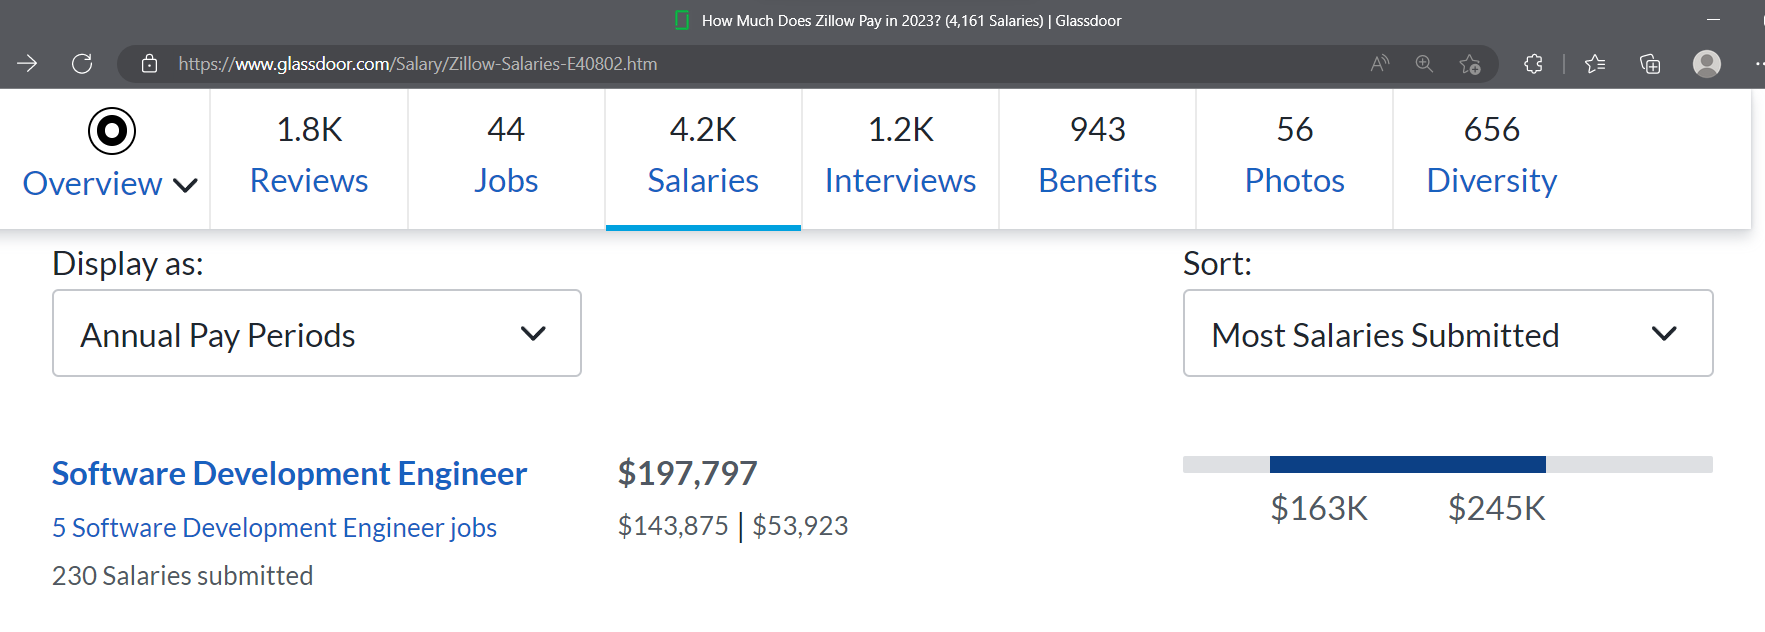 How Much Does Zillow Pay in 2023? (4,161 Salaries) | Glassdoor
https://www.glassdoor.com/Salary/Zillow-Salaries-E40802.htm
Overview
1.8K
Reviews
44
Jobs
4.2K
Salaries
1.2K
Interviews
943
Benefits
56
Photos
656
Diversity
Display as:
Annual Pay Periods
Sort:
Most Salaries Submitted
Software Development Engineer
5 Software Development Engineer jobs
230 Salaries submitted
$197,797
$143,875 | $53,923
$163K $245K